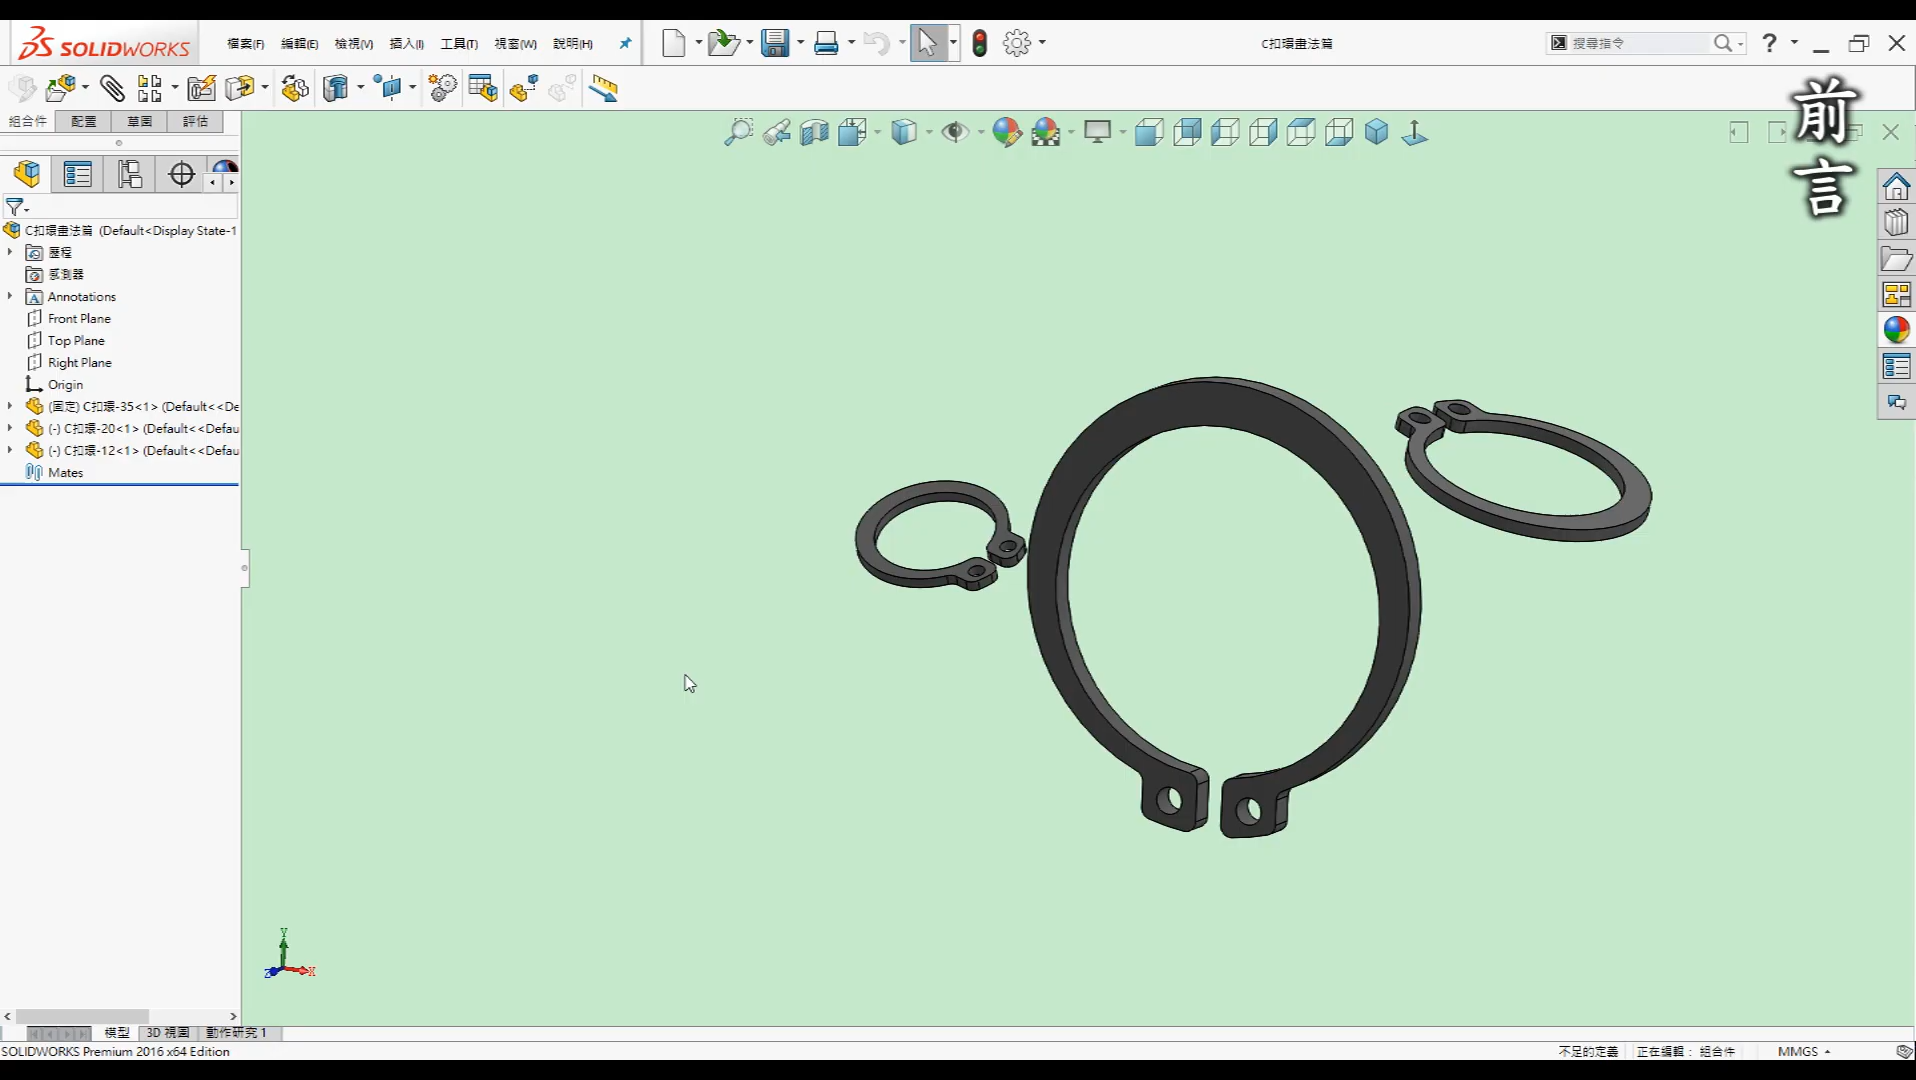 SOLIDWORKS
檔案(F) 編輯(E) 檢視(V) 插入(I) 工具(T) 視窗(W) 說明(H)
C扣環畫法篇
搜尋指令
前言
組合件 配置 草圖 評估
C扣環畫法篇 (Default<Display State-1
歷程
感測器
Annotations
Front Plane
Top Plane
Right Plane
Origin
(固定) C扣環-35<1> (Default<<De
(-) C扣環-20<1> (Default<<Defau
(-) C扣環-12<1> (Default<<Defau
Mates
Y
Z
X
模型 3D 視圖 動作研究 1
SOLIDWORKS Premium 2016 x64 Edition
不足的定義 正在編輯： 組合件 MMGS